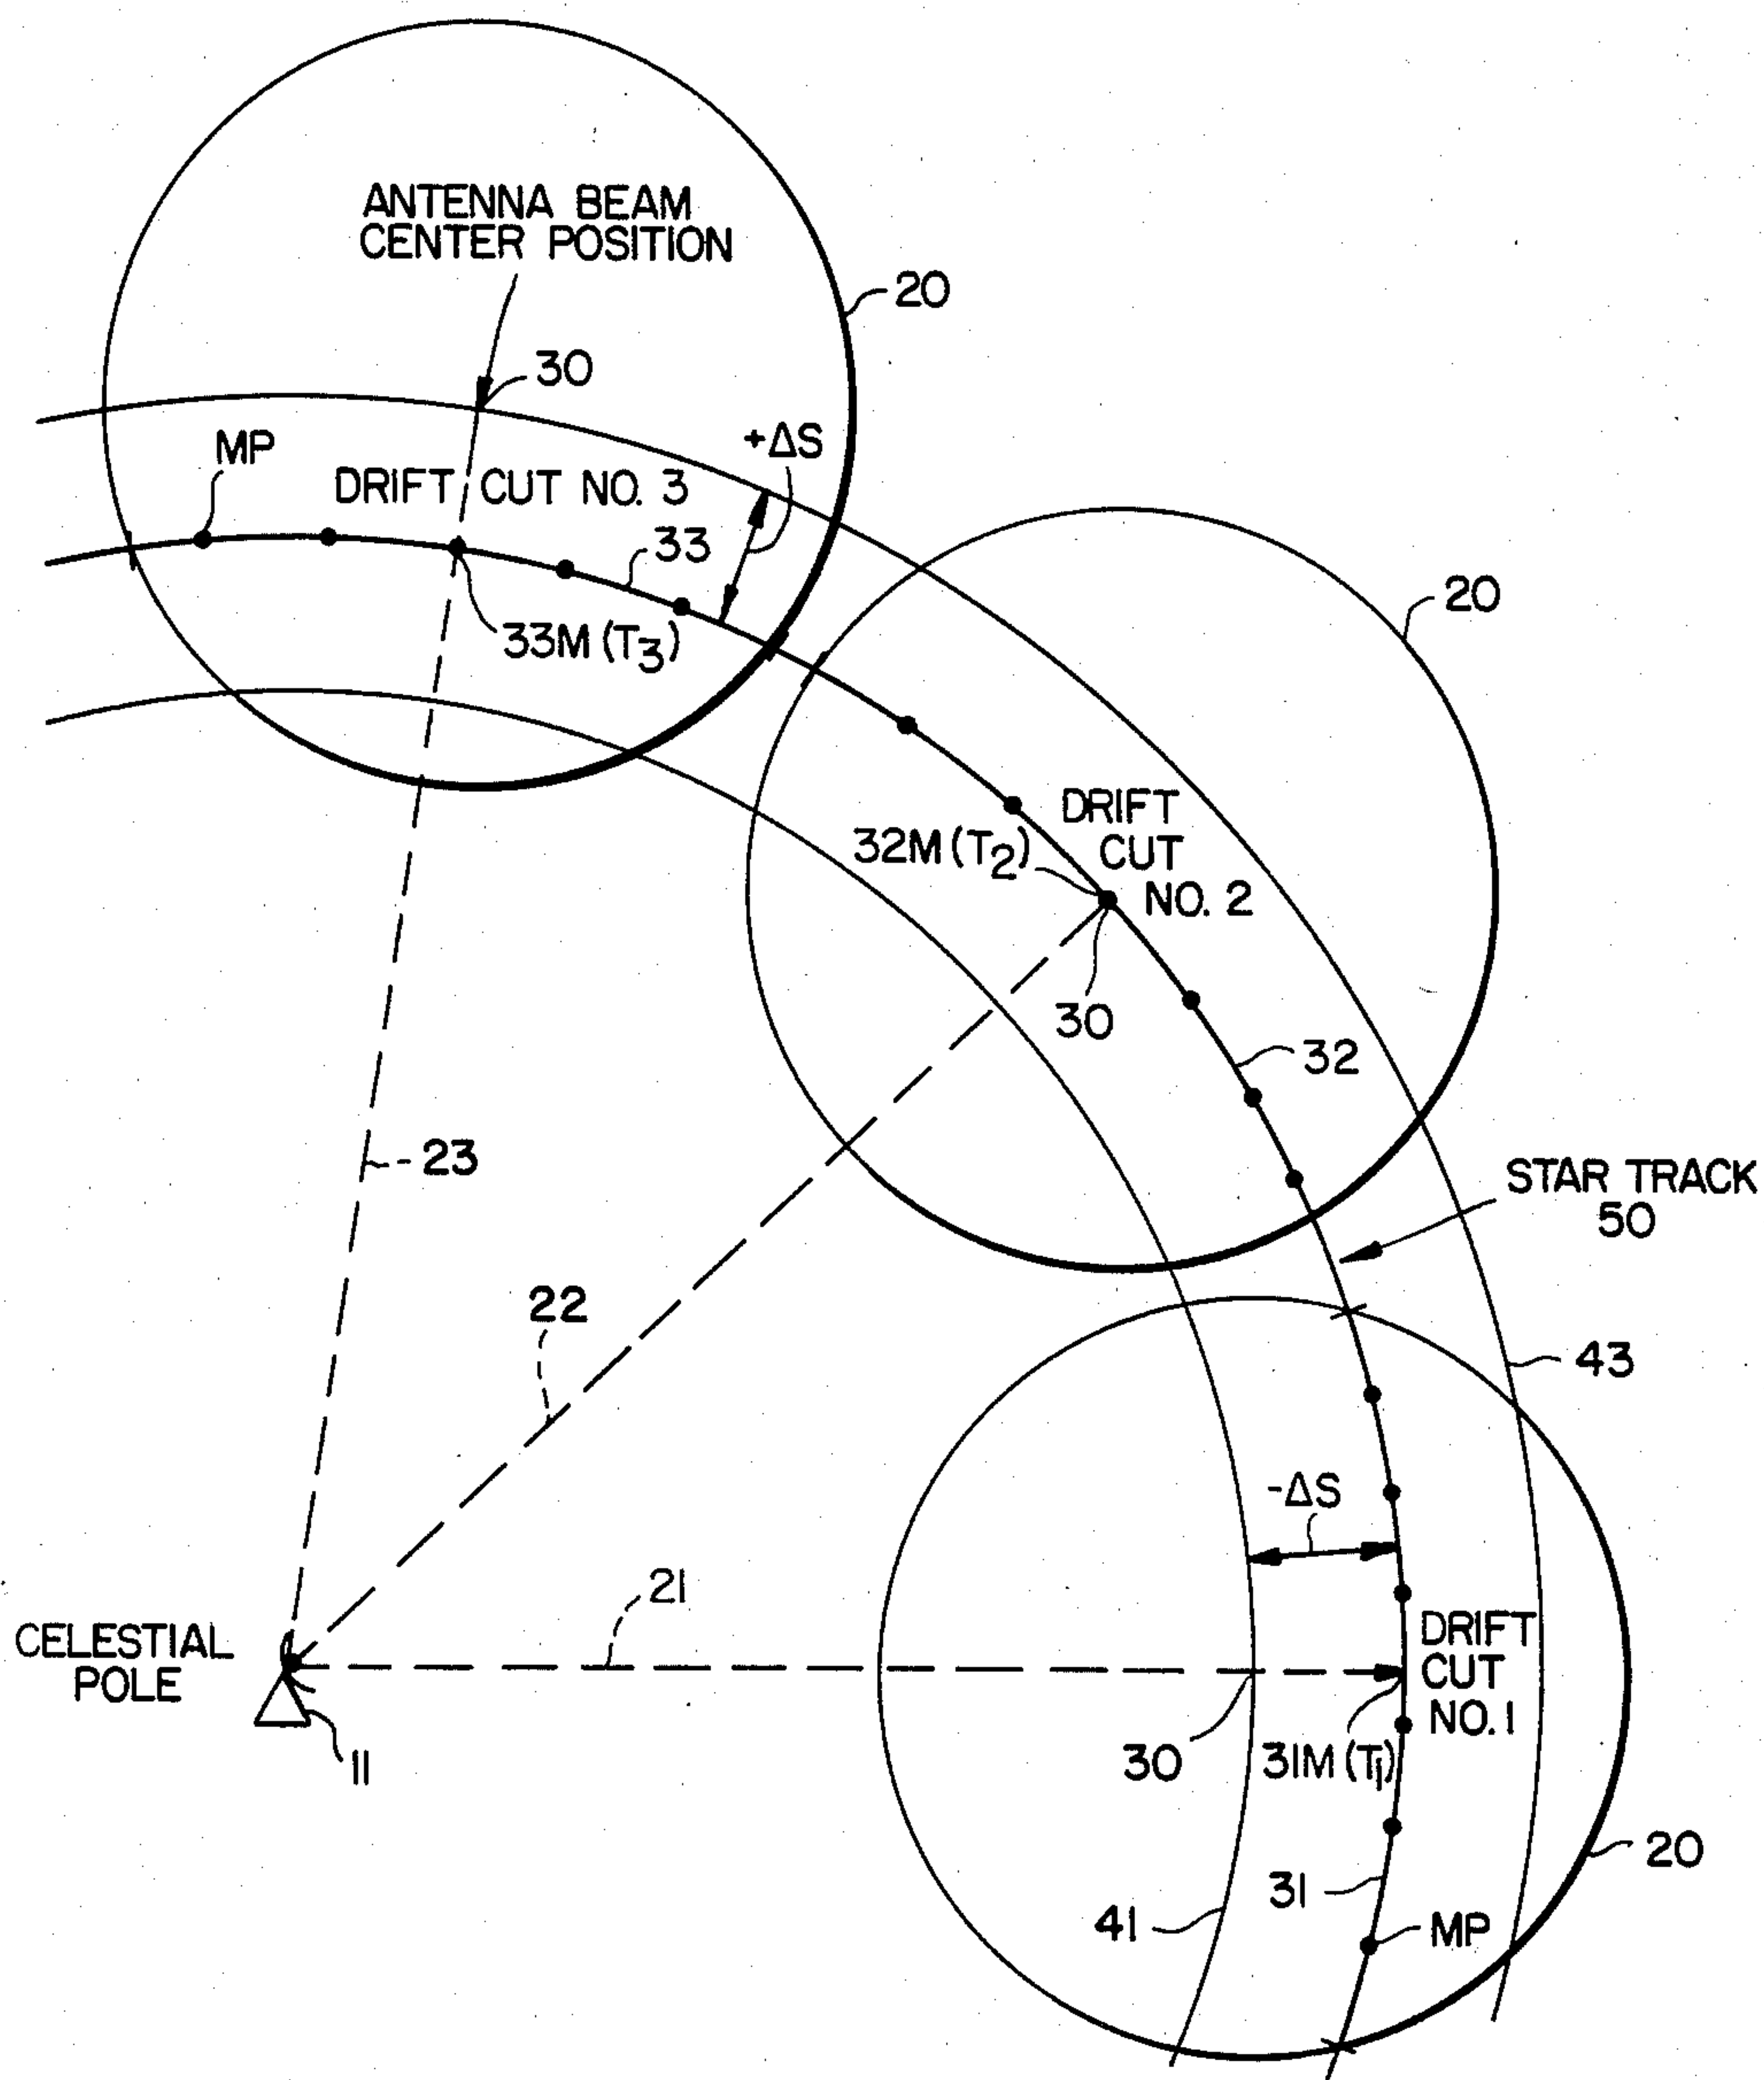 ANTENNA BEAM
CENTER POSITION
20
30
MP
+ΔS
DRIFT CUT NO. 3
33
33M (T3)
20
DRIFT
CUT
NO. 2
32M (T2)
30
32
23
STAR TRACK
50
22
43
-ΔS
21
CELESTIAL
POLE
11
DRIFT
CUT
NO. 1
30
31M (T1)
20
31
41
MP